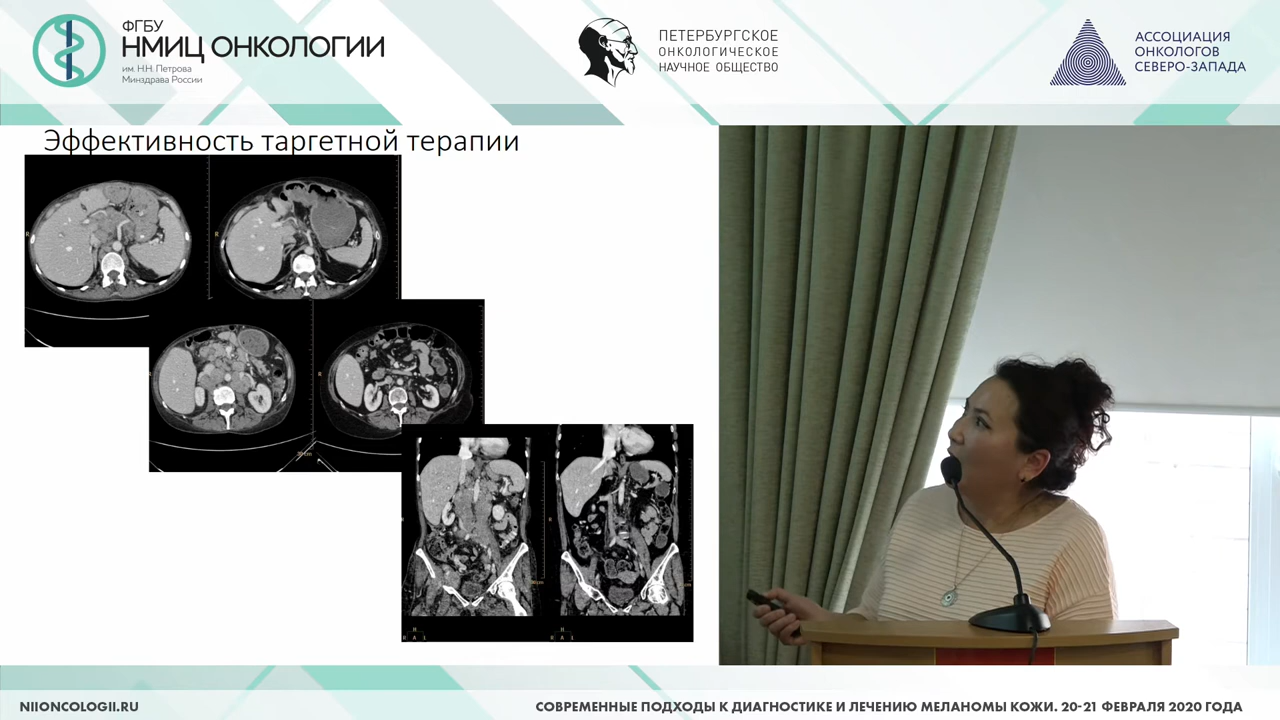 ФГБУ
НМИЦ ОНКОЛОГИИ
им. Н.Н. Петрова
Минздрава России
ПЕТЕРБУРГСКОЕ
ОНКОЛОГИЧЕСКОЕ
НАУЧНОЕ ОБЩЕСТВО
АССОЦИАЦИЯ
ОНКОЛОГОВ
СЕВЕРО-ЗАПАДА
Эффективность таргетной терапии
NIIONCOLOGII.RU
СОВРЕМЕННЫЕ ПОДХОДЫ К ДИАГНОСТИКЕ И ЛЕЧЕНИЮ МЕЛАНОМЫ КОЖИ. 20-21 ФЕВРАЛЯ 2020 ГОДА